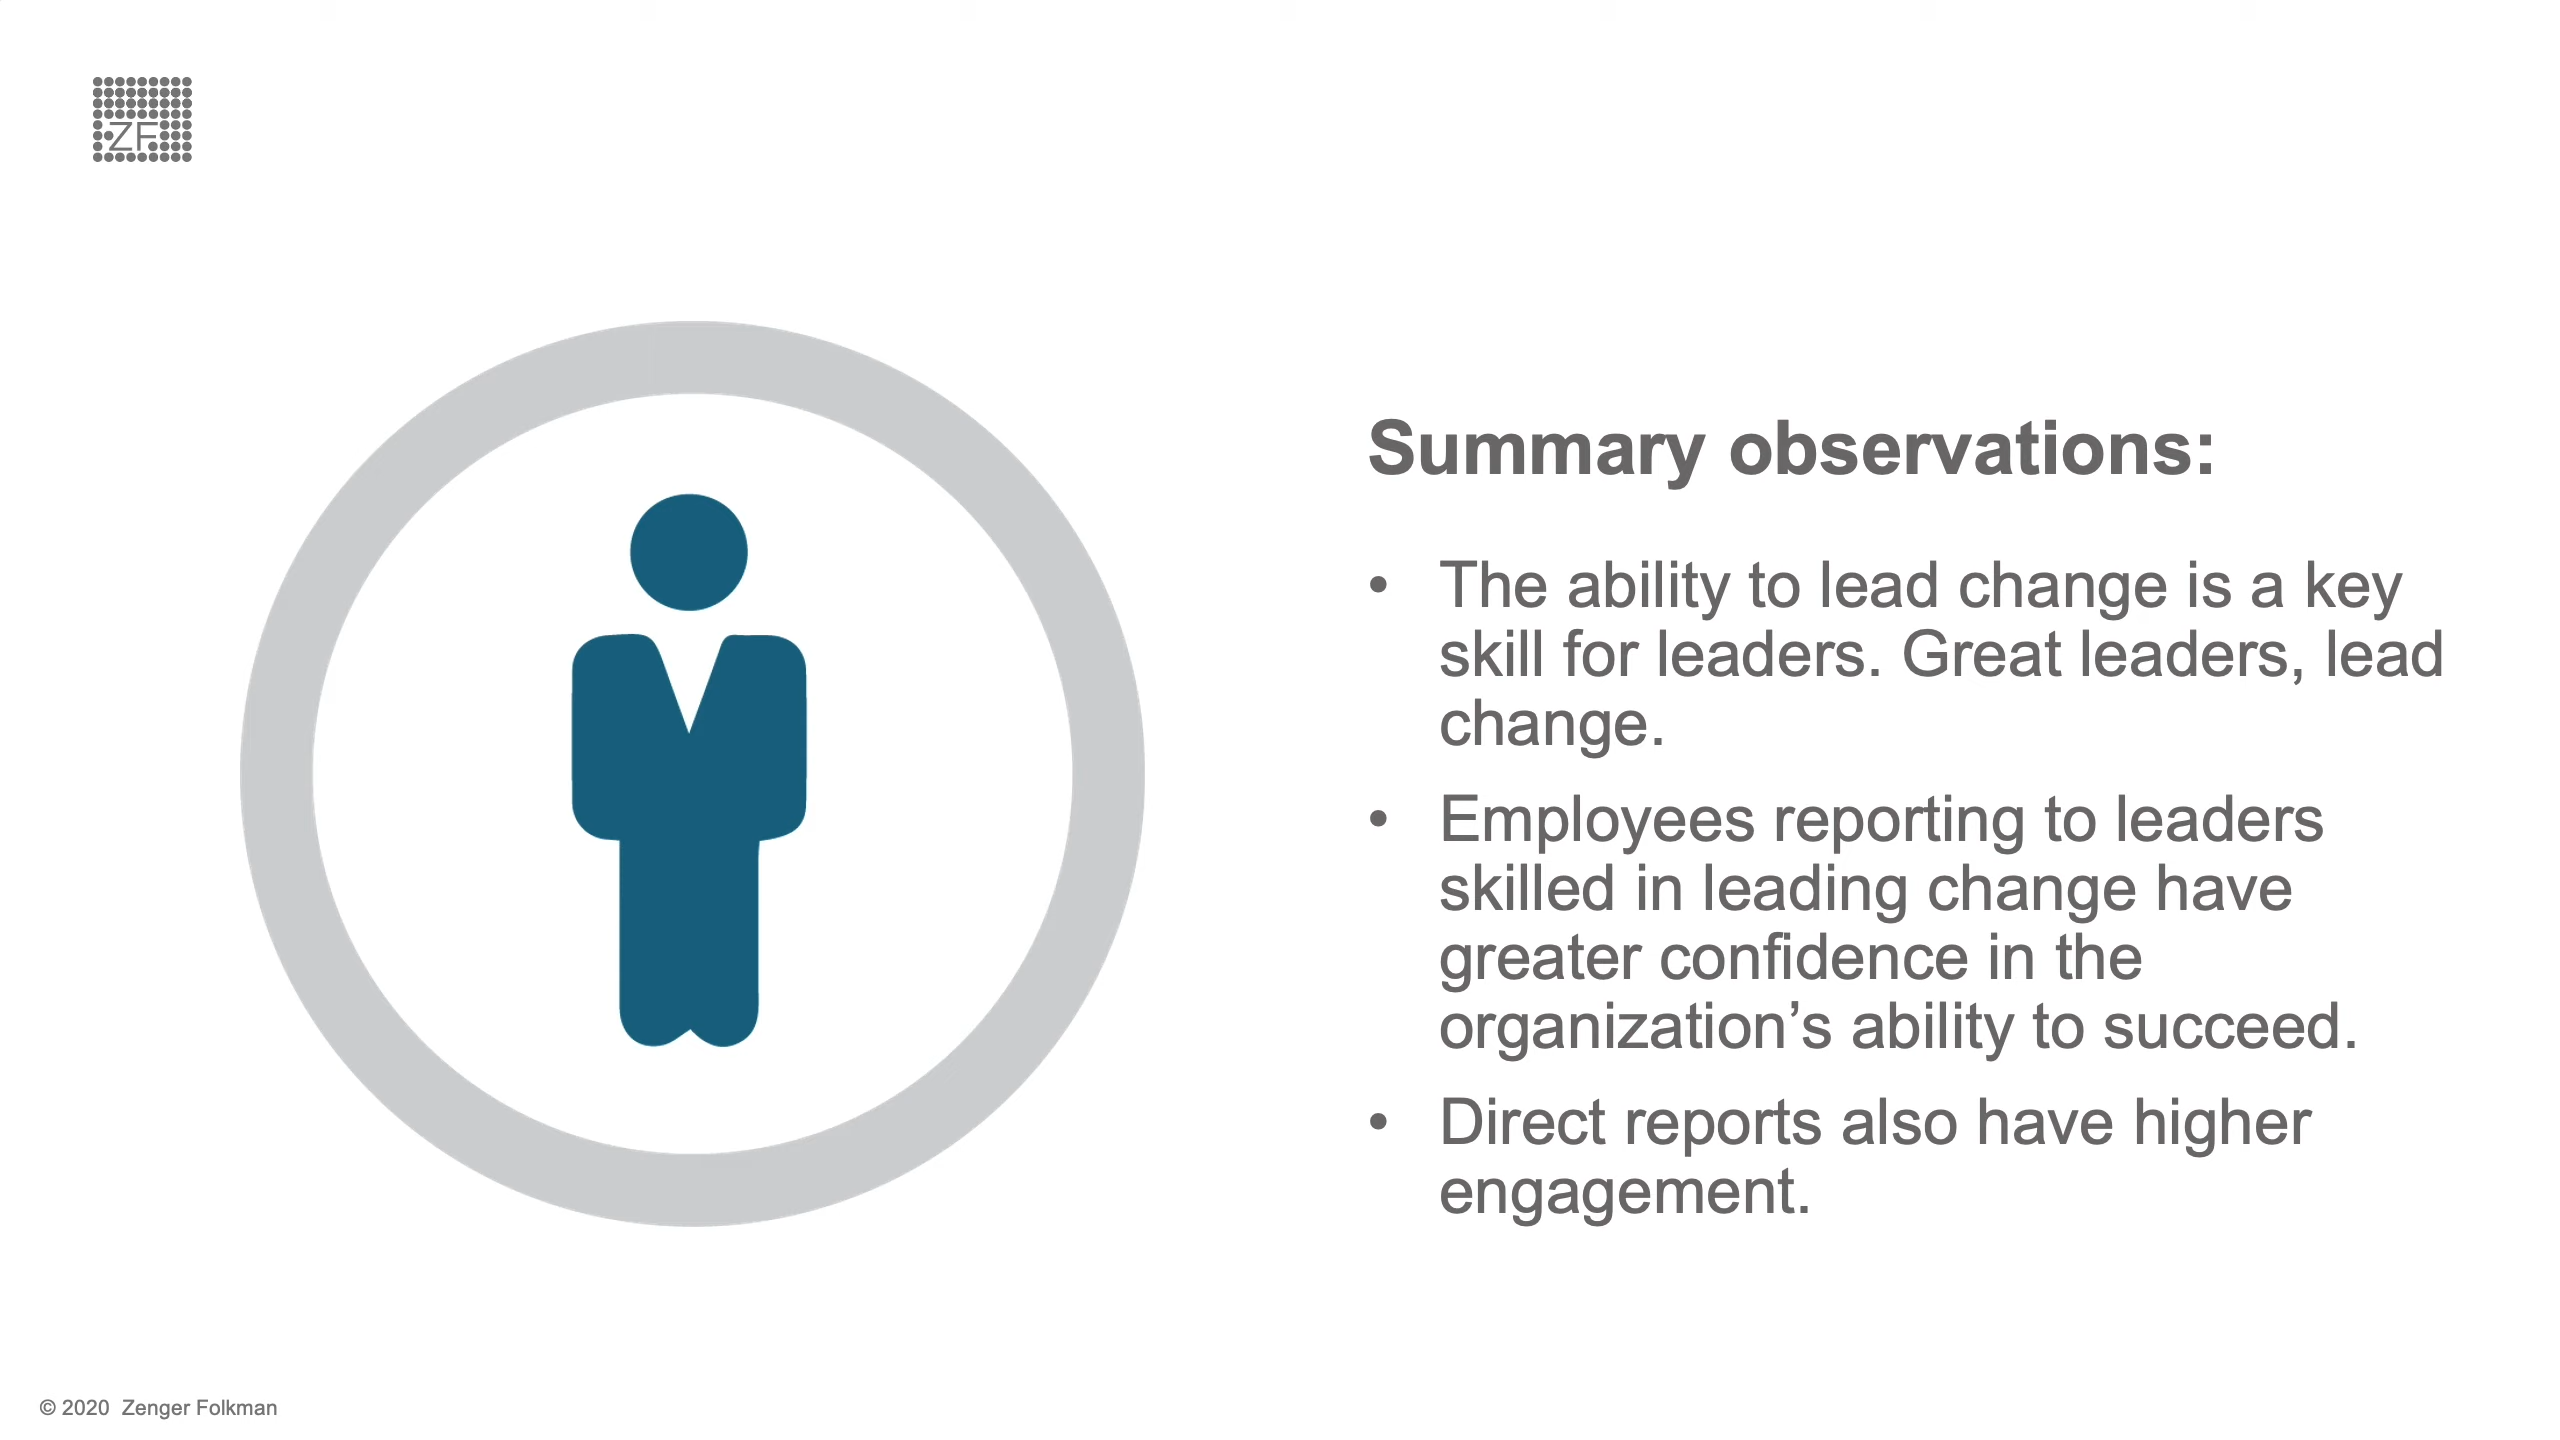 ZF
Summary observations:
• The ability to lead change is a key
skill for leaders. Great leaders, lead
change.
• Employees reporting to leaders
skilled in leading change have
greater confidence in the
organization’s ability to succeed.
• Direct reports also have higher
engagement.
© 2020 Zenger Folkman